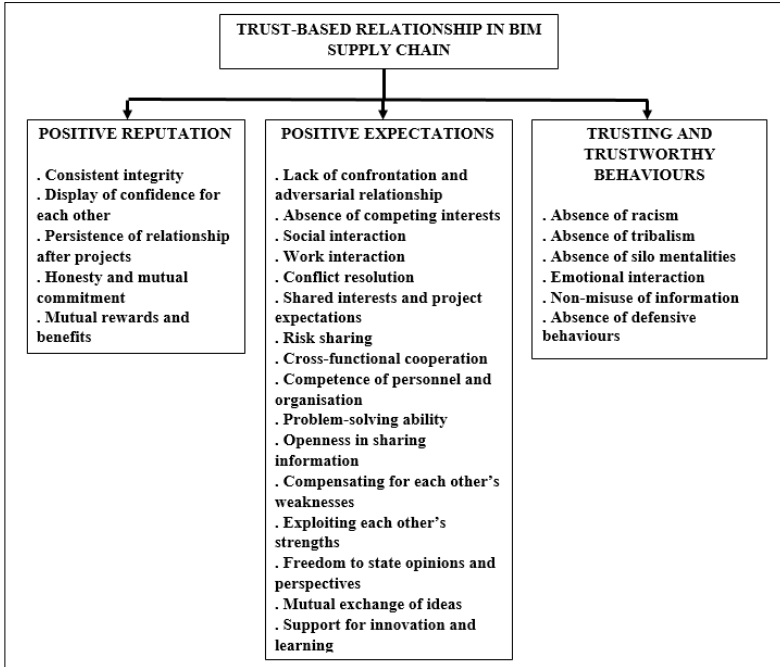 TRUST-BASED RELATIONSHIP IN BIM
SUPPLY CHAIN
POSITIVE REPUTATION
. Consistent integrity
. Display of confidence for
each other
. Persistence of relationship
after projects
. Honesty and mutual
commitment
. Mutual rewards and
benefits
POSITIVE EXPECTATIONS
. Lack of confrontation and
adversarial relationship
. Absence of competing interests
. Social interaction
. Work interaction
. Conflict resolution
. Shared interests and project
expectations
. Risk sharing
. Cross-functional cooperation
. Competence of personnel and
organisation
. Problem-solving ability
. Openness in sharing
information
. Compensating for each other’s
weaknesses
. Exploiting each other’s
strengths
. Freedom to state opinions and
perspectives
. Mutual exchange of ideas
. Support for innovation and
learning
TRUSTING AND
TRUSTWORTHY
BEHAVIOURS
. Absence of racism
. Absence of tribalism
. Absence of silo mentalities
. Emotional interaction
. Non-misuse of information
. Absence of defensive
behaviours